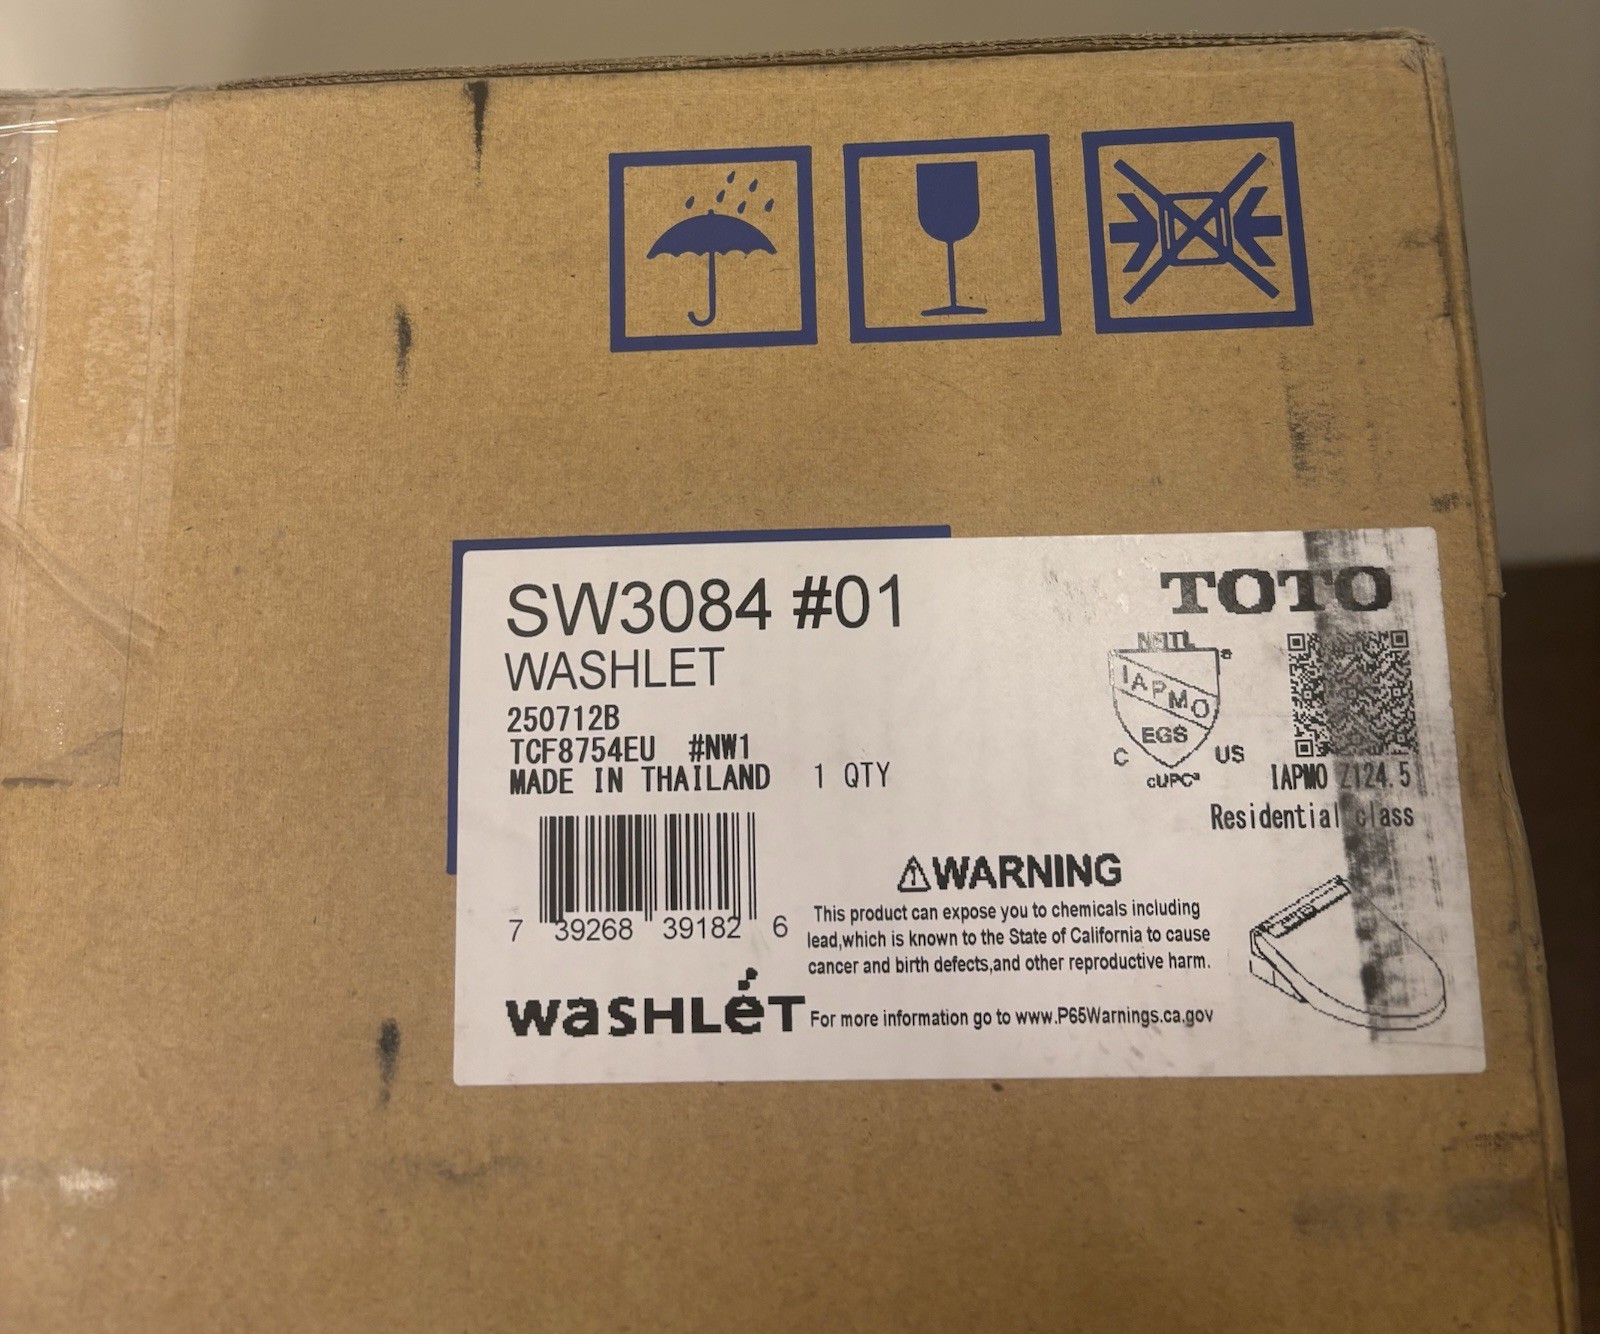 SW3084 #01
TOTO
WASHLET
250712B
TCF8754EU #NW1
MADE IN THAILAND 1 QTY
IAPMO
EGS
C US
cUPC
IAPMO Z124.5
Residential class
7 39268 39182 6
⚠WARNING
This product can expose you to chemicals including
lead,which is known to the State of California to cause
cancer and birth defects,and other reproductive harm.
WASHLET
For more information go to www.P65Warnings.ca.gov